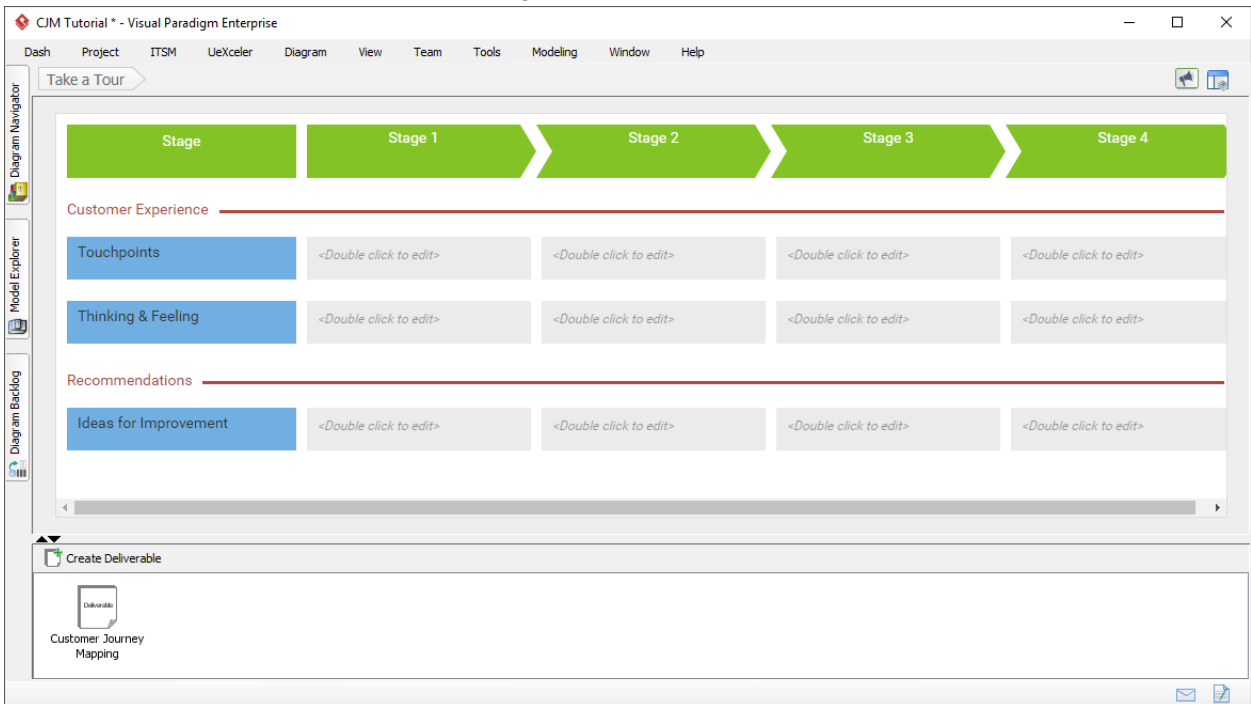 CJM Tutorial * - Visual Paradigm Enterprise
Dash Project ITSM UeXceler Diagram View Team Tools Modeling Window Help
Take a Tour
Diagram Navigator
Model Explorer
Diagram Backlog
Stage Stage 1 Stage 2 Stage 3 Stage 4
Customer Experience
Touchpoints <Double click to edit> <Double click to edit> <Double click to edit> <Double click to edit>
Thinking & Feeling <Double click to edit> <Double click to edit> <Double click to edit> <Double click to edit>
Recommendations
Ideas for Improvement <Double click to edit> <Double click to edit> <Double click to edit> <Double click to edit>
Create Deliverable
Deliverable
Customer Journey
Mapping